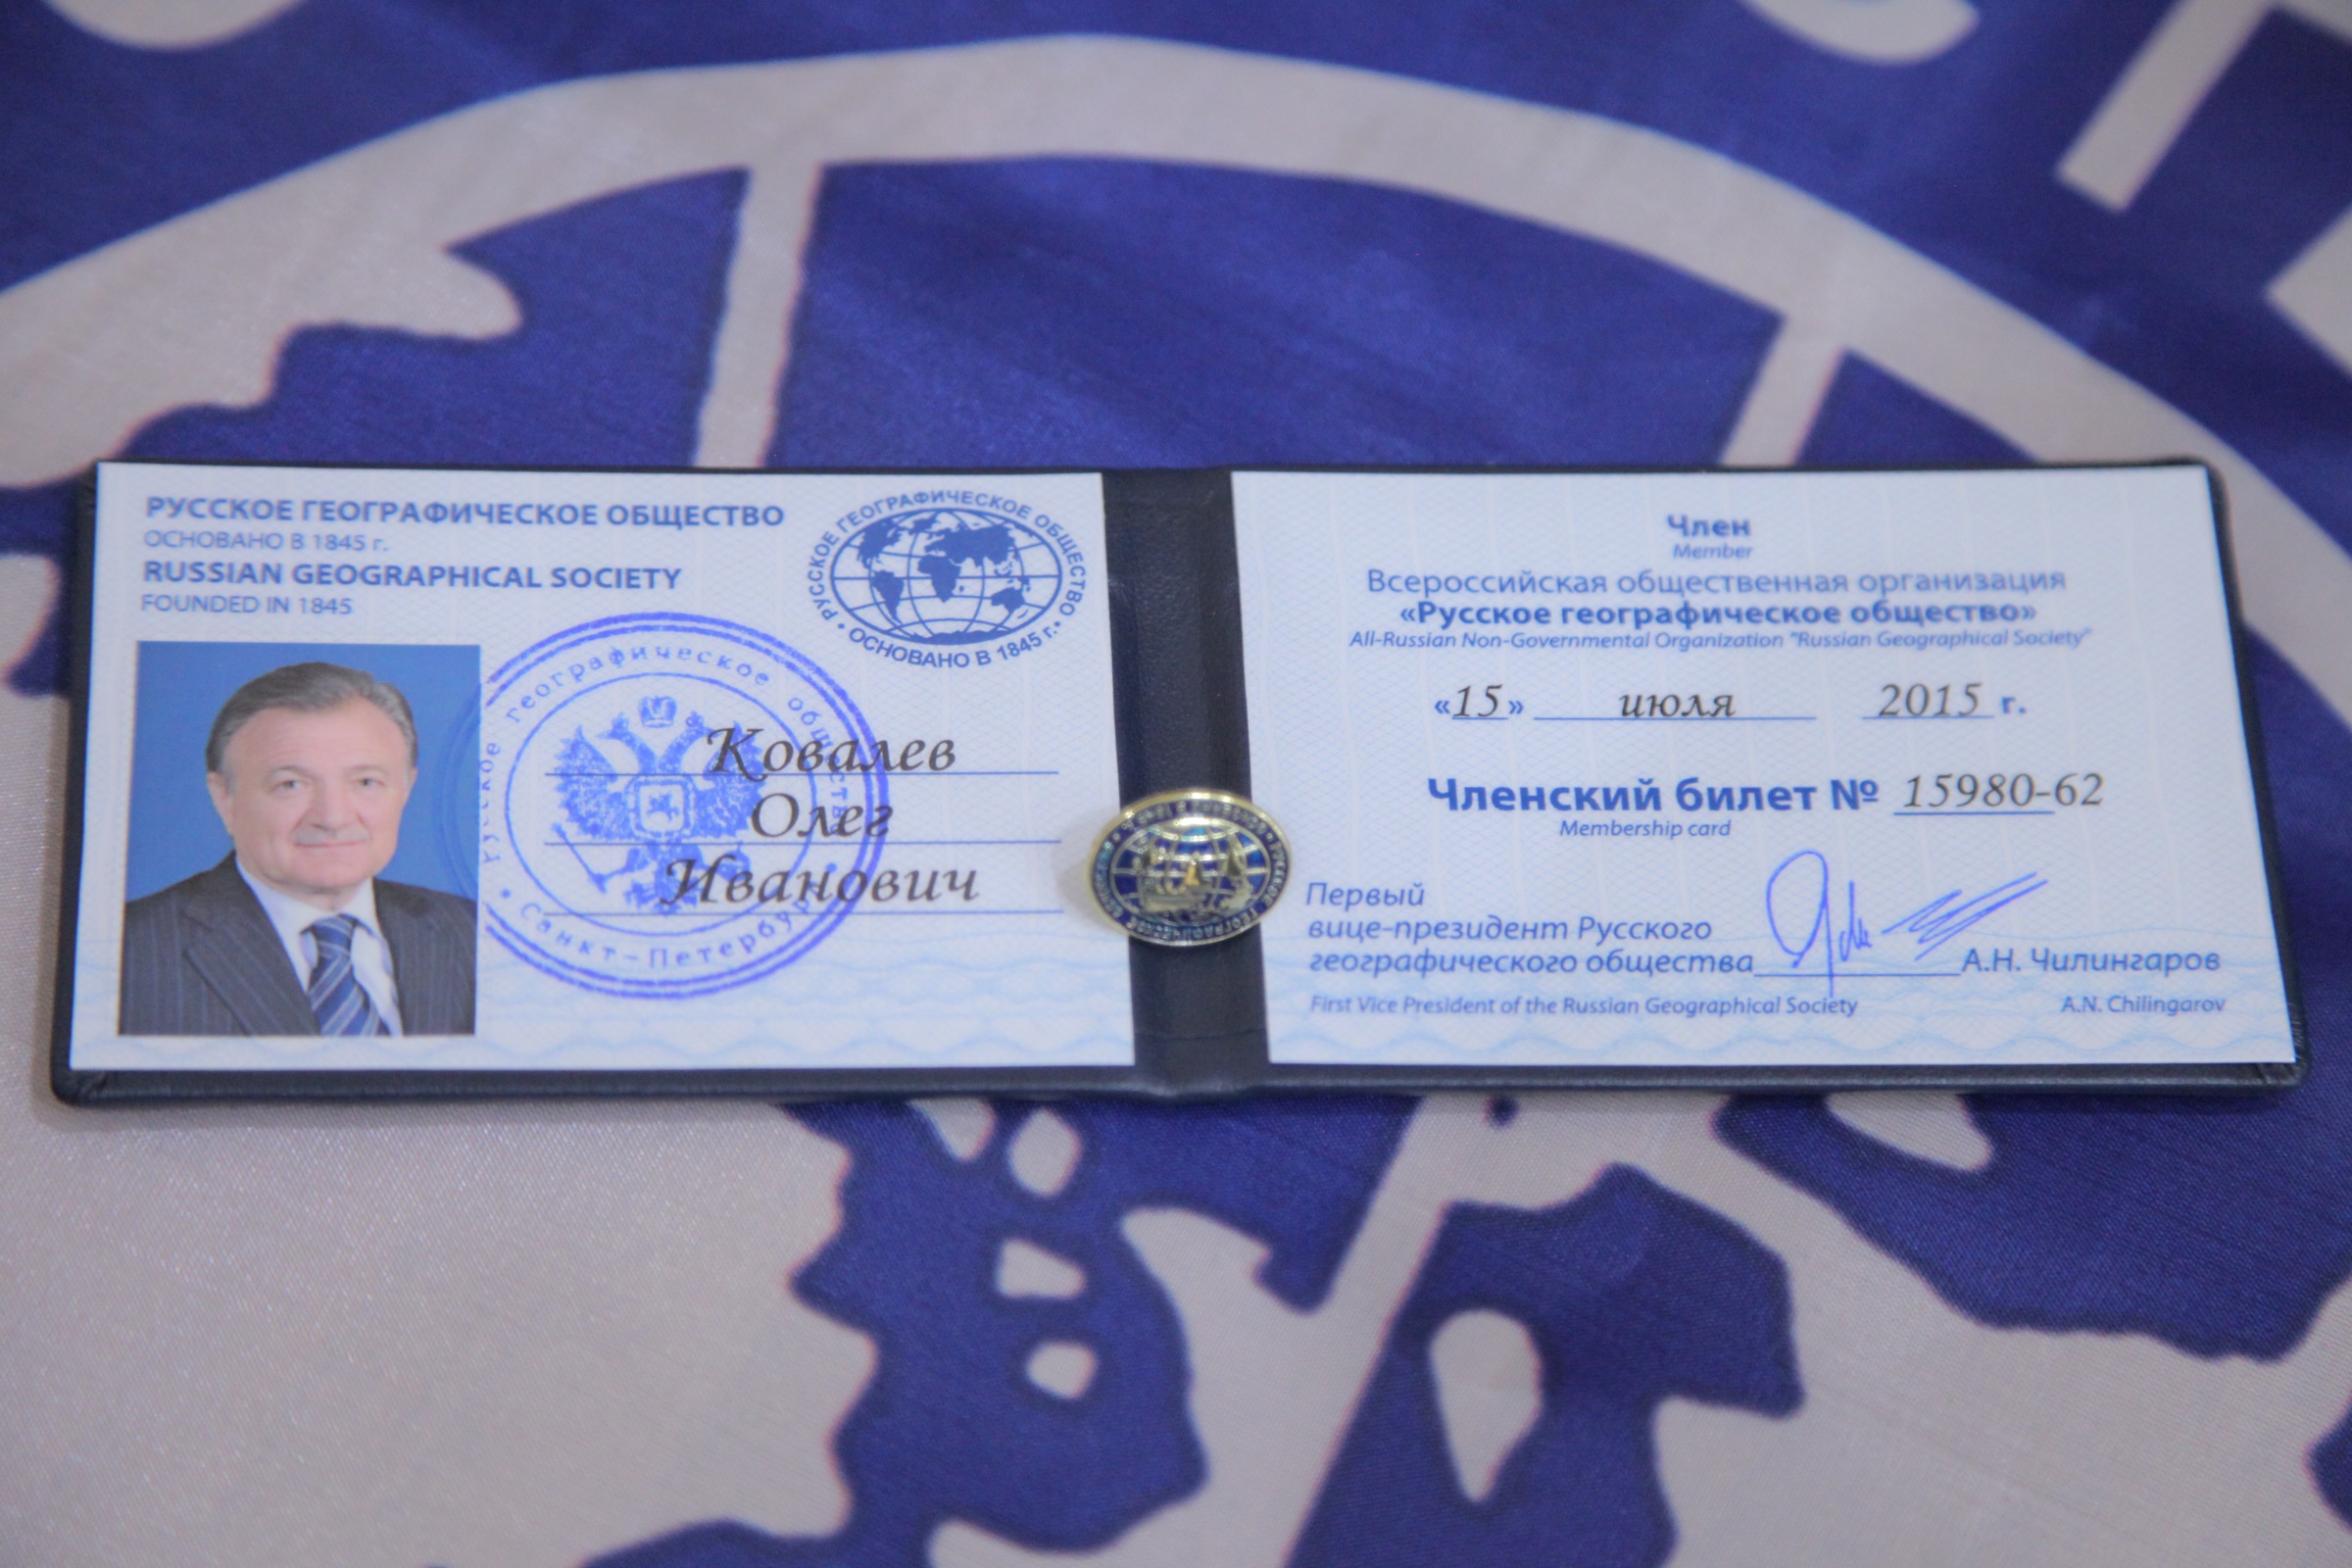 РУССКОЕ ГЕОГРАФИЧЕСКОЕ ОБЩЕСТВО
ОСНОВАНО В 1845 г.
RUSSIAN GEOGRAPHICAL SOCIETY
FOUNDED IN 1845
РУССКОЕ ГЕОГРАФИЧЕСКОЕ ОБЩЕСТВО
• ОСНОВАНО В 1845 г. •
Русское географическое общество
• Санкт-Петербург
Ковалев
Олег
Иванович
Член
Member
Всероссийская общественная организация
«Русское географическое общество»
All-Russian Non-Governmental Organization "Russian Geographical Society"
«15» июля 2015 г.
Членский билет № 15980-62
Membership card
Первый
вице-президент Русского
географического общества А.Н. Чилингаров
First Vice President of the Russian Geographical Society A.N. Chilingarov